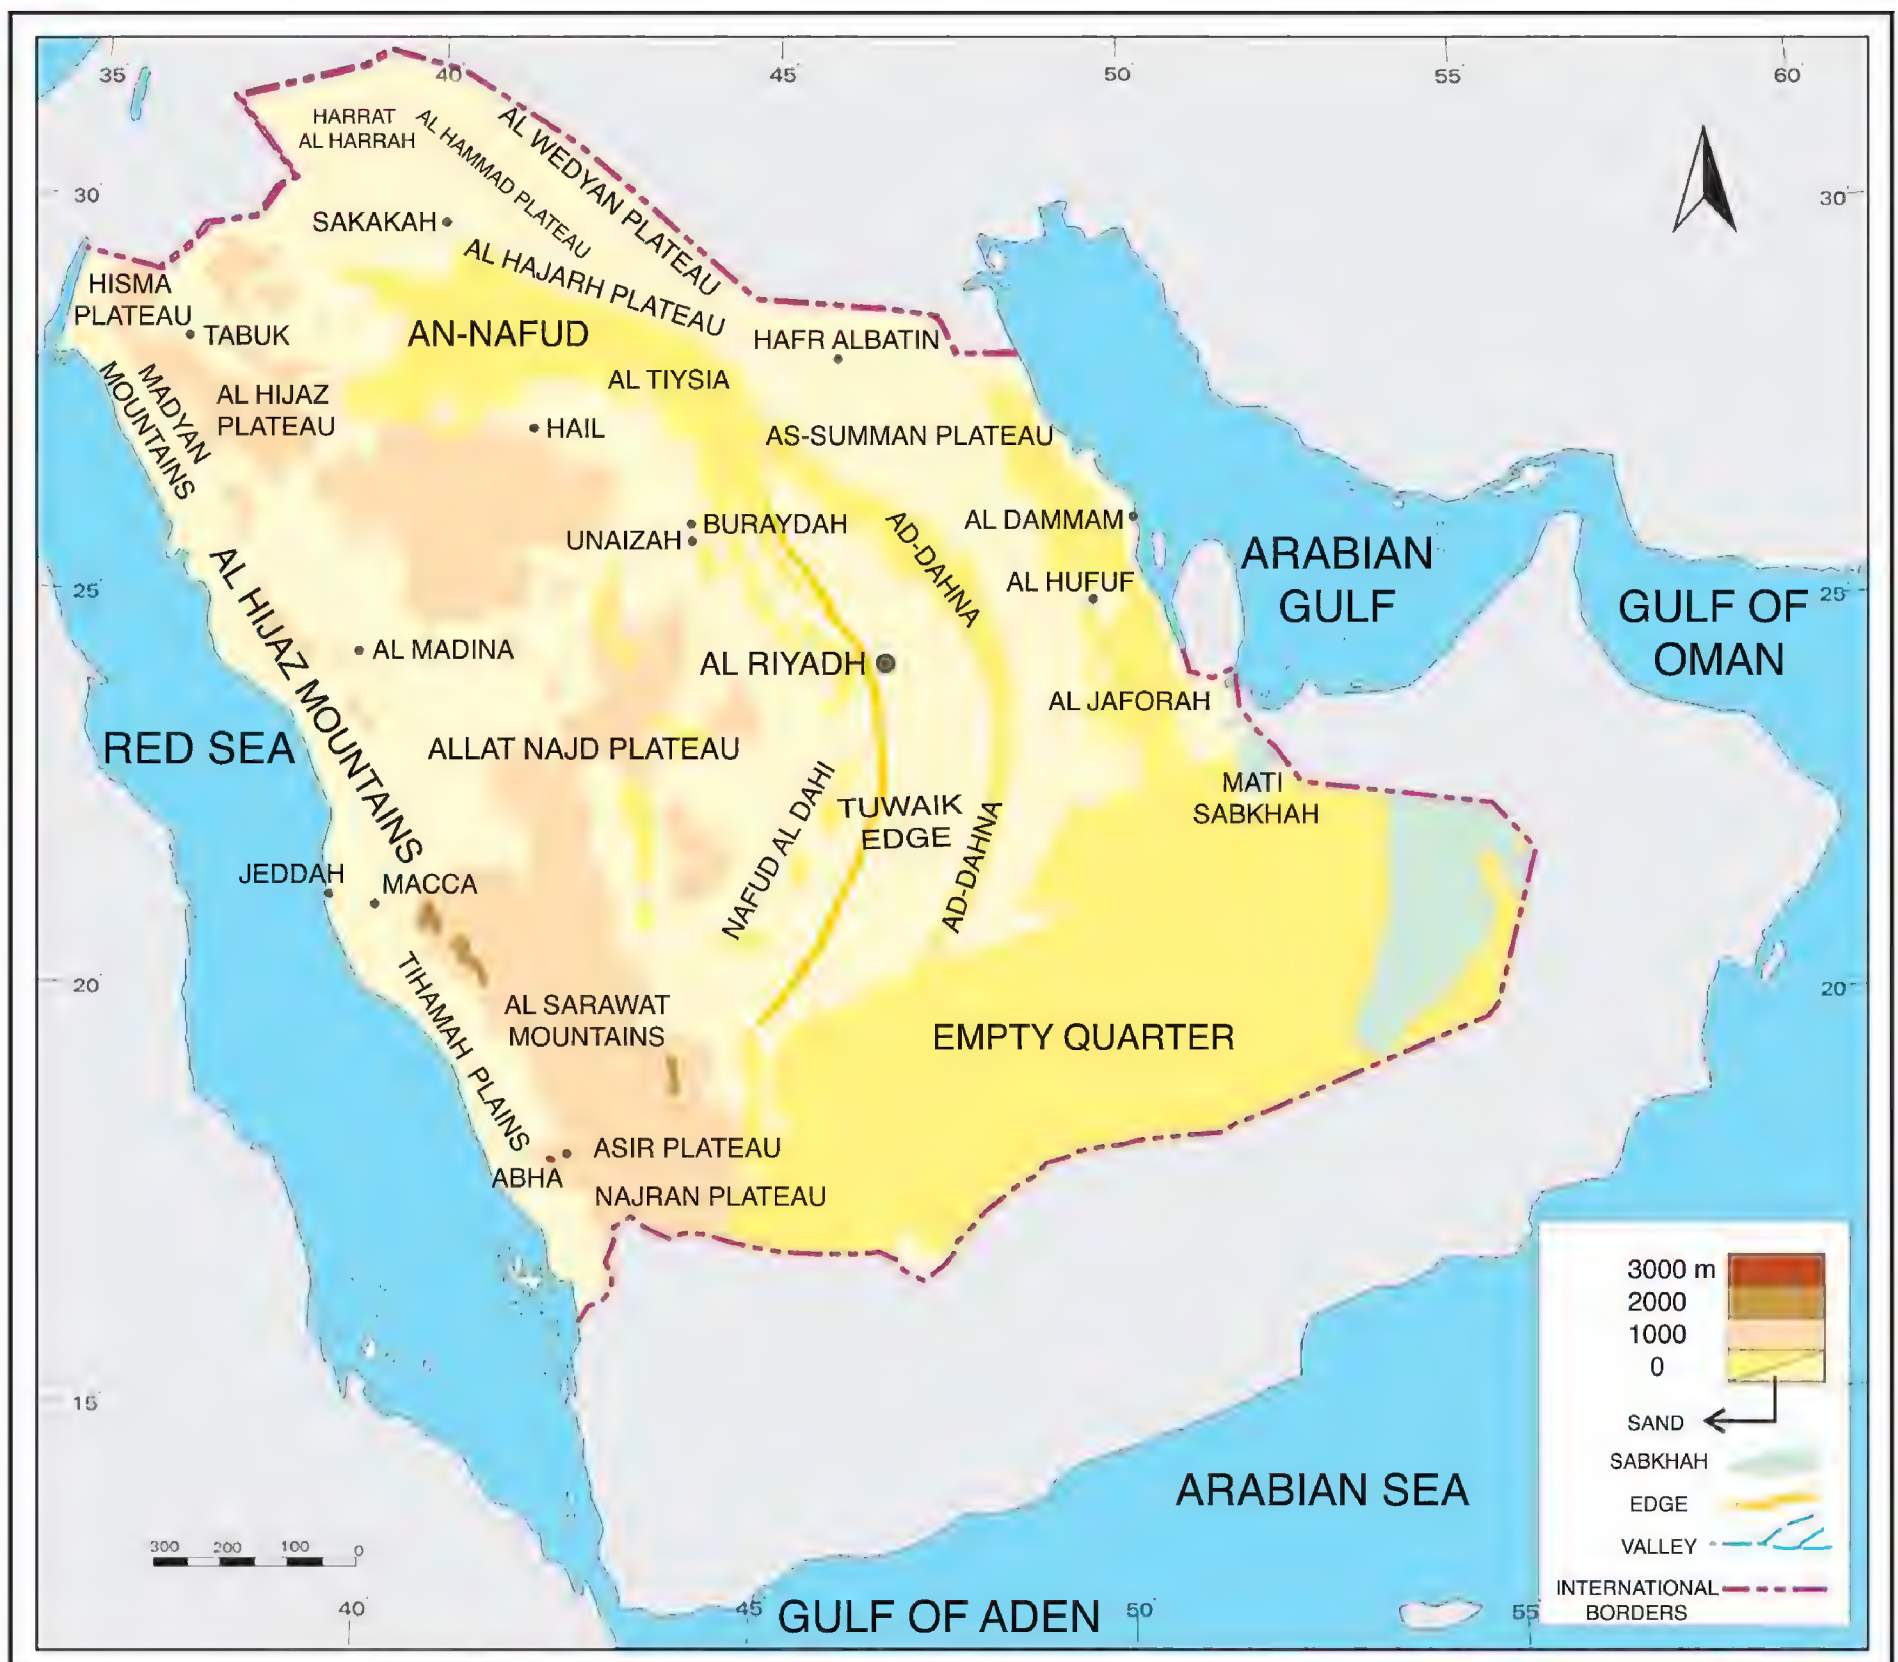 35°
40°
45
50°
55°
60°
HARRAT
AL HARRAH
AL HAMMAD PLATEAU
AL WEDYAN PLATEAU
30°
30°
SAKAKAH
AL HAJARH PLATEAU
HISMA
PLATEAU
TABUK
AN-NAFUD
HAFR ALBATIN
AL TIYSIA
MADYAN
MOUNTAINS
AL HIJAZ
PLATEAU
HAIL
AS-SUMMAN PLATEAU
BURAYDAH
UNAIZAH
AD-DAHNA
AL DAMMAM
AL HUFUF
ARABIAN
GULF
GULF OF
OMAN
25°
25°
AL HIJAZ MOUNTAINS
AL MADINA
AL RIYADH
AL JAFORAH
RED SEA
ALLAT NAJD PLATEAU
MATI
SABKHAH
NAFUD AL DAHI
TUWAIK
EDGE
AD-DAHNA
JEDDAH
MACCA
20°
20°
TIHAMAH PLAINS
AL SARAWAT
MOUNTAINS
EMPTY QUARTER
ASIR PLATEAU
ABHA
NAJRAN PLATEAU
15°
ARABIAN SEA
300 200 100 0
40°
45°
GULF OF ADEN
50°
55
3000 m
2000
1000
0
SAND
SABKHAH
EDGE
VALLEY
INTERNATIONAL
BORDERS